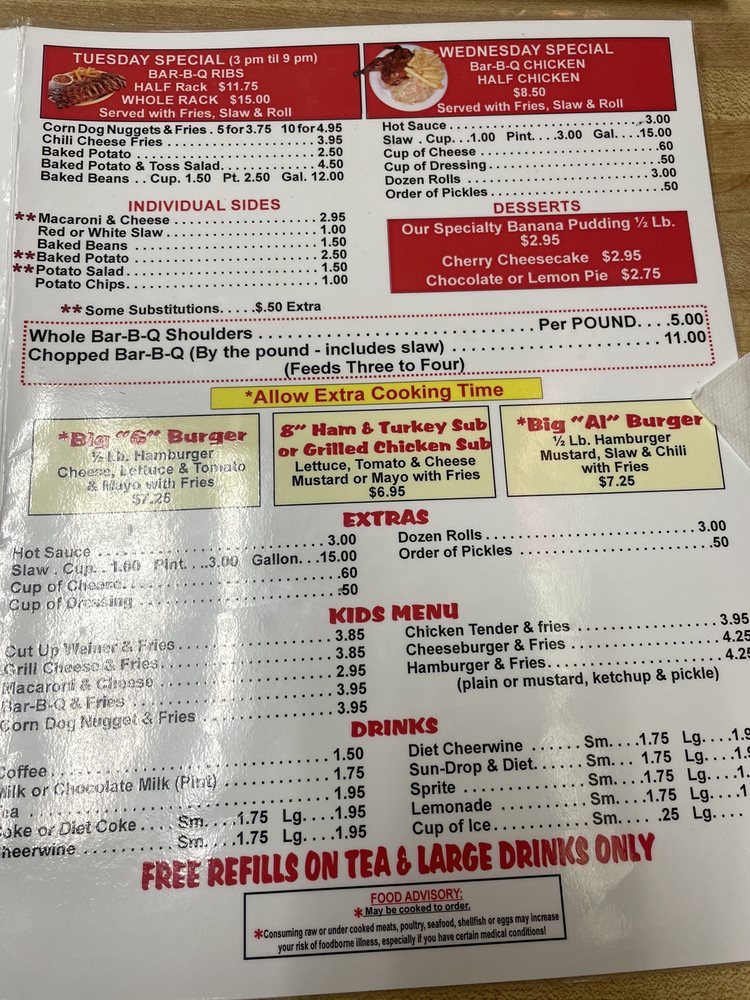 TUESDAY SPECIAL (3 pm til 9 pm)
BAR-B-Q RIBS
HALF Rack $11.75
WHOLE RACK $15.00
Served with Fries, Slaw & Roll
WEDNESDAY SPECIAL
Bar-B-Q CHICKEN
HALF CHICKEN
$8.50
Served with Fries, Slaw & Roll
Corn Dog Nuggets & Fries . 5 for 3.75 10 for 4.95
Chili Cheese Fries . . . . . . . . . . 3.95
Baked Potato . . . . . . . . . . 2.50
Baked Potato & Toss Salad. . . . . . . . . . 4.50
Baked Beans . . Cup. 1.50 Pt. 2.50 Gal. 12.00
Hot Sauce . . . . . . . . . . 3.00
Slaw . Cup. . .1.00 Pint. . . .3.00 Gal. . . .15.00
Cup of Cheese . . . . . . . . . . .60
Cup of Dressing. . . . . . . . . . .50
Dozen Rolls . . . . . . . . . . 3.00
Order of Pickles. . . . . . . . . . .50
INDIVIDUAL SIDES
**Macaroni & Cheese . . . . . . . . . . 2.95
Red or White Slaw . . . . . . . . . . 1.00
Baked Beans . . . . . . . . . . 1.50
**Baked Potato . . . . . . . . . . 2.50
**Potato Salad. . . . . . . . . . 1.50
Potato Chips. . . . . . . . . . 1.00
**Some Substitutions. . . . .$.50 Extra
DESSERTS
Our Specialty Banana Pudding ½ Lb.
$2.95
Cherry Cheesecake $2.95
Chocolate or Lemon Pie $2.75
Whole Bar-B-Q Shoulders . . . . . . . . . . Per POUND. . . .5.00
Chopped Bar-B-Q (By the pound - includes slaw) . . . . . . . . . . 11.00
(Feeds Three to Four)
*Allow Extra Cooking Time
*Big "G" Burger
½ Lb. Hamburger
Cheese, Lettuce & Tomato
& Mayo with Fries
$7.25
8" Ham & Turkey Sub
or Grilled Chicken Sub
Lettuce, Tomato & Cheese
Mustard or Mayo with Fries
$6.95
*Big "Al" Burger
½ Lb. Hamburger
Mustard, Slaw & Chili
with Fries
$7.25
EXTRAS
Hot Sauce . . . . . . . . . . 3.00
Slaw . Cup. . 1.00 Pint. . . .3.00 Gallon. . .15.00
Cup of Cheese. . . . . . . . . . .60
Cup of Dressing . . . . . . . . . . .50
Dozen Rolls . . . . . . . . . . 3.00
Order of Pickles . . . . . . . . . . .50
KIDS MENU
Cut Up Weiner & Fries. . . . . . . . . . 3.85
Grill Cheese & Fries. . . . . . . . . . 3.85
Macaroni & Cheese . . . . . . . . . . 2.95
Bar-B-Q & Fries . . . . . . . . . . 3.95
Corn Dog Nugget & Fries . . . . . . . . . . 3.95
Chicken Tender & fries . . . . . . . . . . 3.95
Cheeseburger & Fries . . . . . . . . . . 4.25
Hamburger & Fries. . . . . . . . . . 4.25
(plain or mustard, ketchup & pickle)
DRINKS
Coffee . . . . . . . . . . 1.50
Milk or Chocolate Milk (Pint) . . . . . . . . . . 1.75
. . . . . . . . . . 1.95
Coke or Diet Coke . . . . Sm. . . .1.75 Lg. . . .1.95
Cheerwine . . . . . . . . . . Sm. . . .1.75 Lg. . . .1.95
Diet Cheerwine . . . . . . Sm. . . .1.75 Lg. . . .1.9
Sun-Drop & Diet. . . . . Sm. . . 1.75 Lg. . . .1.
Sprite . . . . . . . . . . Sm. . . .1.75 Lg. . . .1.
Lemonade . . . . . . . . . Sm. . . .1.75 Lg. . . .1
Cup of Ice. . . . . . . . . . Sm. . . . .25 Lg. . . .
FREE REFILLS ON TEA & LARGE DRINKS ONLY
FOOD ADVISORY:
* May be cooked to order.
*Consuming raw or under cooked meats, poultry, seafood, shellfish or eggs may increase
your risk of foodborne illness, especially if you have certain medical conditions!